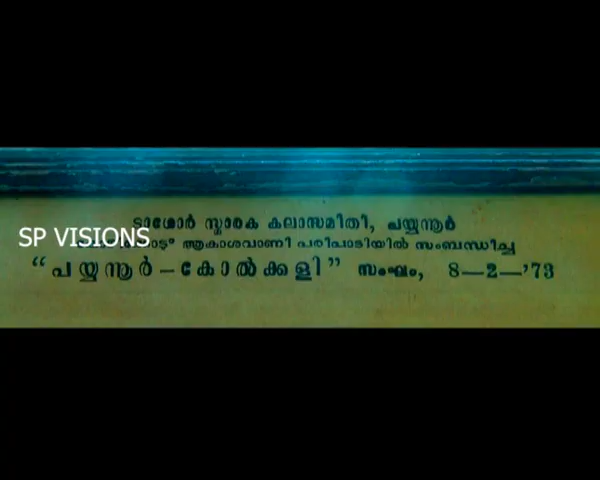 ടാഗോർ സ്മാരക കലാസമിതി, പയ്യന്നൂർ
SP VISIONS
ആകാശവാണി പരിപാടിയിൽ സംബന്ധിച്ച
“പയ്യന്നൂർ – കോൽക്കളി” സംഘം, 8—2—’73